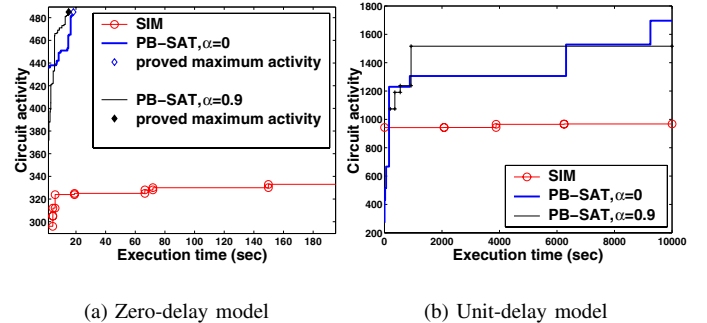 480
460
440
420
400
380
360
340
320
300
Circuit activity
20 40 60 80 100 120 140 160 180
Execution time (sec)
SIM
PB-SAT,α=0
proved maximum activity
PB-SAT,α=0.9
proved maximum activity
(a) Zero-delay model
1800
1600
1400
1200
1000
800
600
400
200
Circuit activity
0 2000 4000 6000 8000 10000
Execution time (sec)
SIM
PB-SAT,α=0
PB-SAT,α=0.9
(b) Unit-delay model